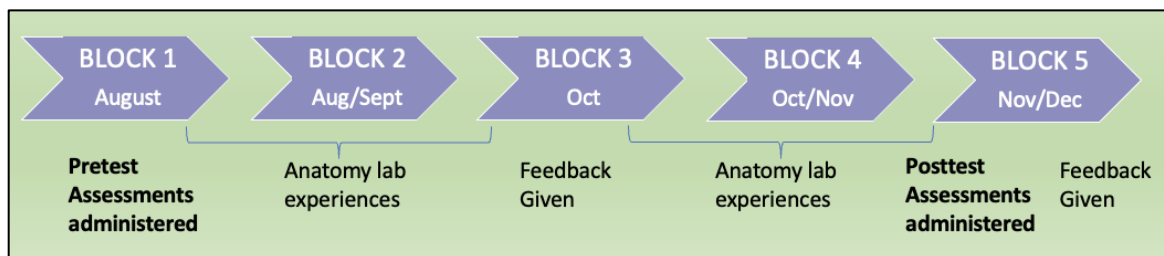 BLOCK 1
August
BLOCK 2
Aug/Sept
BLOCK 3
Oct
BLOCK 4
Oct/Nov
BLOCK 5
Nov/Dec
Pretest
Assessments
administered
Anatomy lab
experiences
Feedback
Given
Anatomy lab
experiences
Posttest
Assessments
administered
Feedback
Given